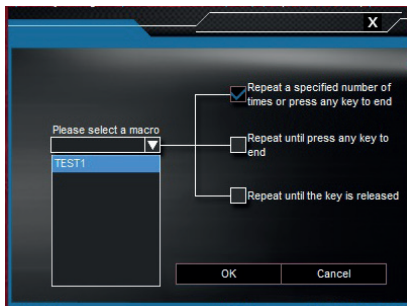 X
Repeat a specified number of
times or press any key to end
Please select a macro
Repeat until press any key to
end
TEST1
Repeat until the key is released
OK
Cancel